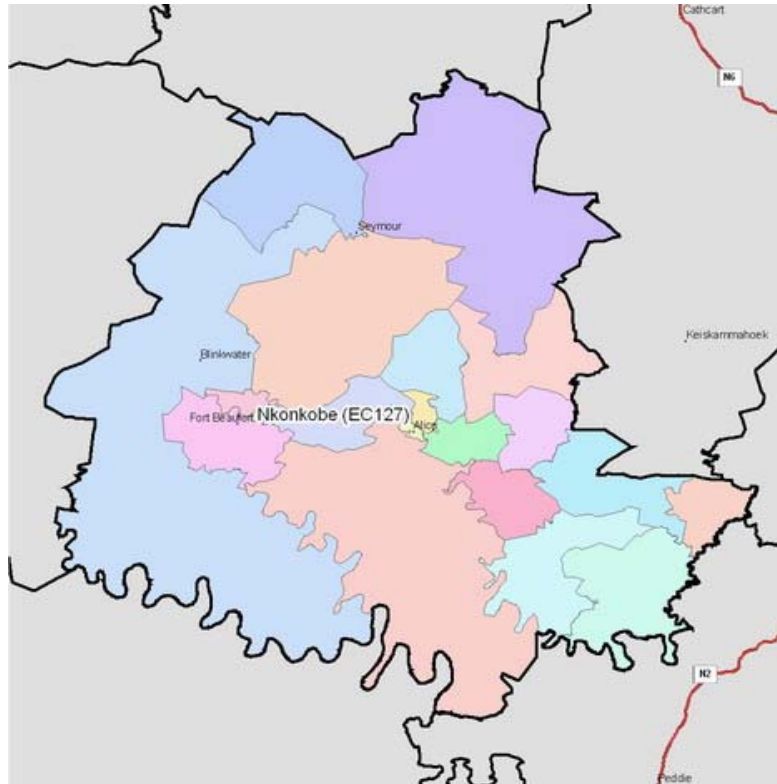 Cathcart
N6
Seymour
Keiskammahoek
Blinkwater
Fort Beaufort
Nkonkobe (EC127)
Alice
N2
Peddie